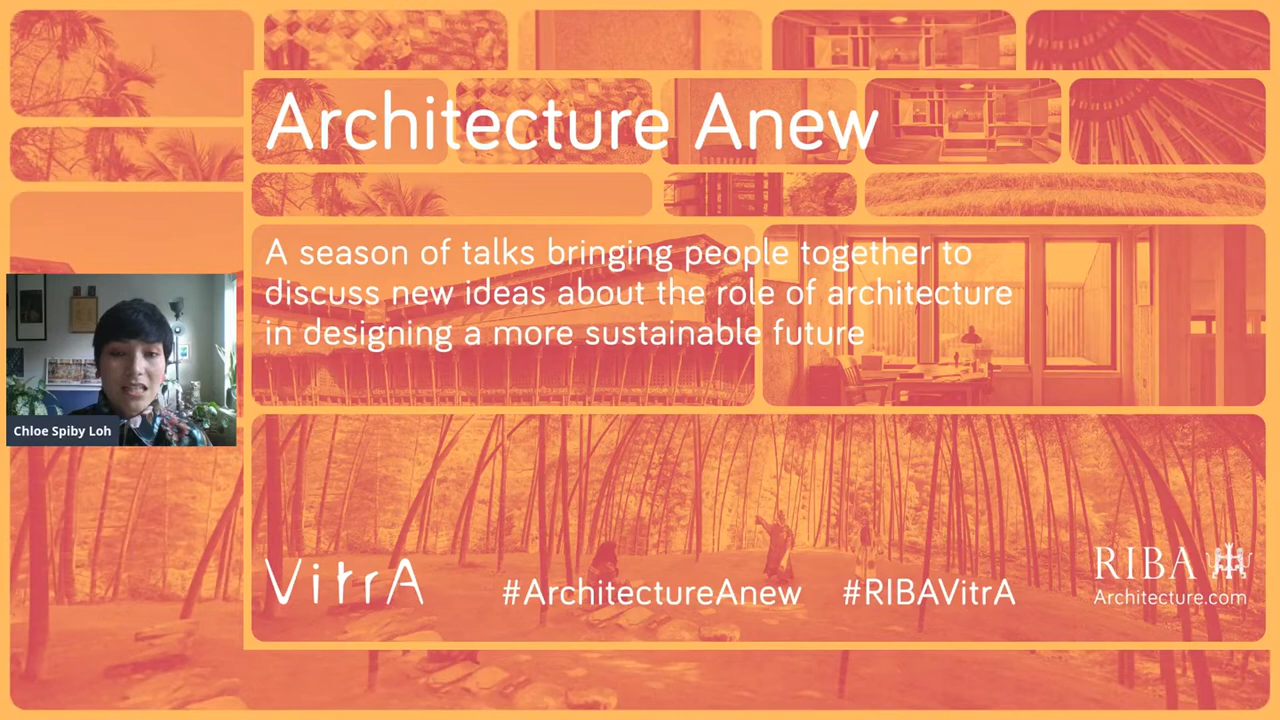 Architecture Anew
A season of talks bringing people together to
discuss new ideas about the role of architecture
in designing a more sustainable future
Chloe Spiby Loh
VitrA
#ArchitectureAnew #RIBAVitrA
RIBA
Architecture.com